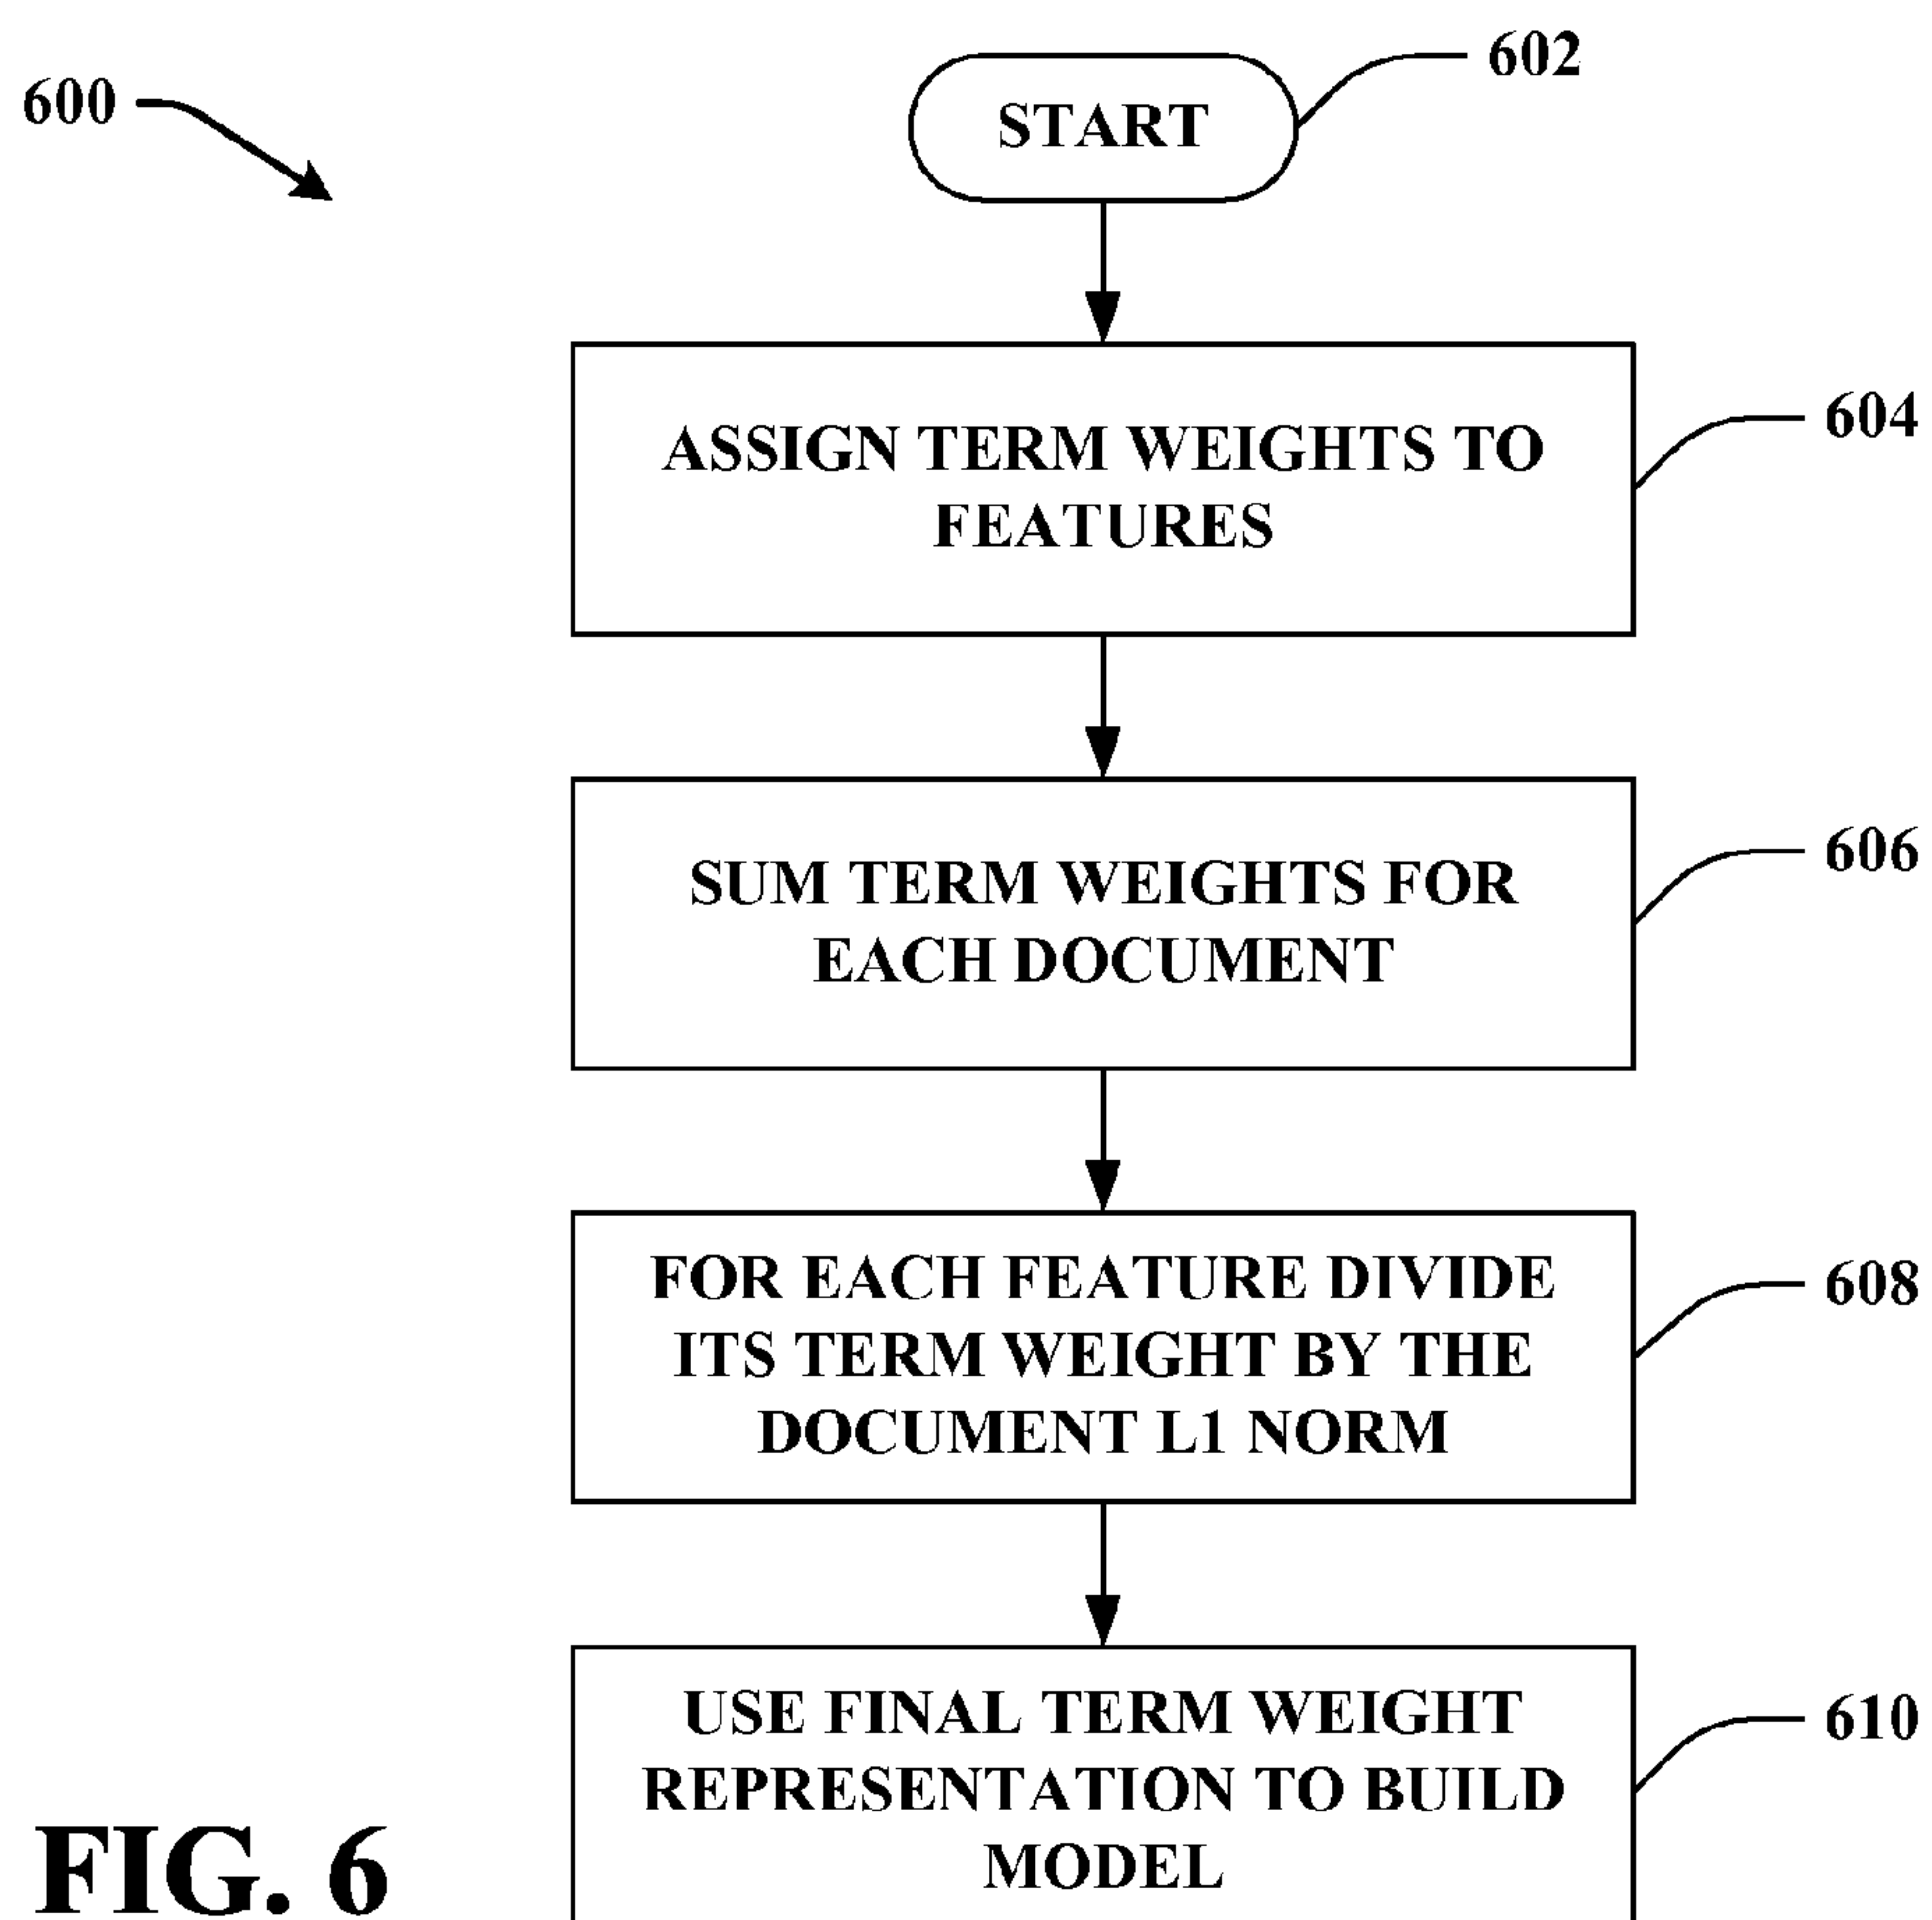 600
602
START
604
ASSIGN TERM WEIGHTS TO
FEATURES
606
SUM TERM WEIGHTS FOR
EACH DOCUMENT
608
FOR EACH FEATURE DIVIDE
ITS TERM WEIGHT BY THE
DOCUMENT L1 NORM
610
USE FINAL TERM WEIGHT
REPRESENTATION TO BUILD
MODEL
FIG. 6